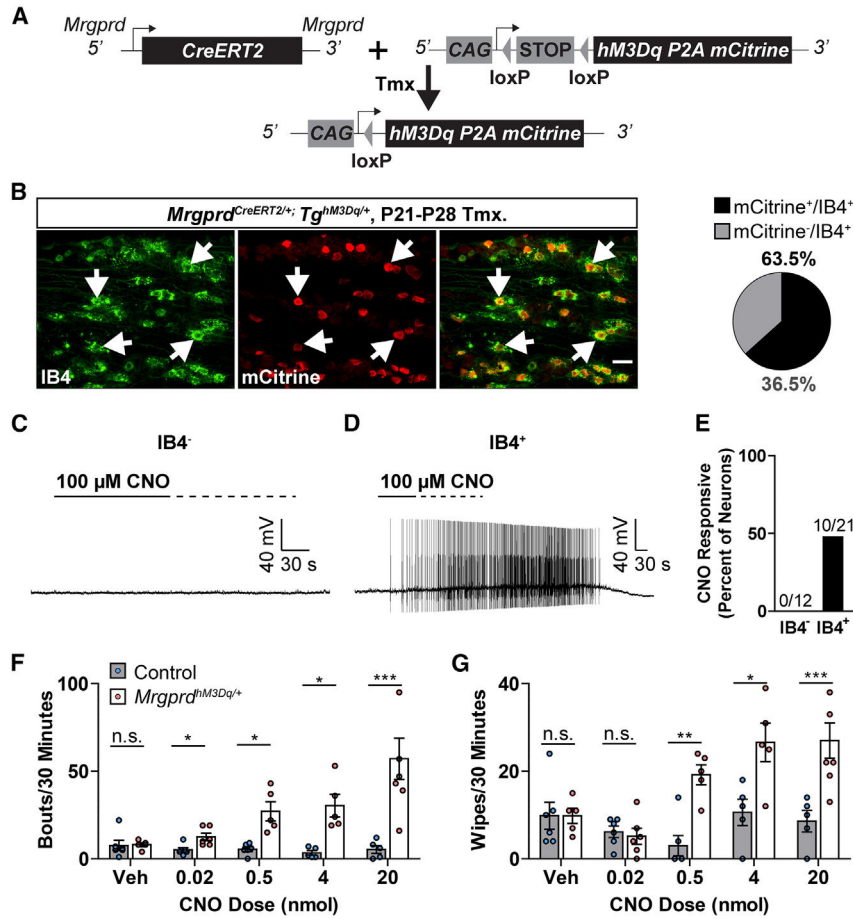 A
Mrgprd Mrgprd
5’ CreERT2 3’ + 5’ CAG STOP hM3Dq P2A mCitrine 3’
loxP loxP
Tmx
5’ CAG hM3Dq P2A mCitrine 3’
loxP
B
Mrgprd^CreERT2/+; Tg^hM3Dq/+, P21-P28 Tmx.
IB4 mCitrine
mCitrine⁺/IB4⁺
mCitrine⁻/IB4⁺
63.5%
36.5%
C
IB4⁻
100 µM CNO
40 mV
30 s
D
IB4⁺
100 µM CNO
40 mV
30 s
E
CNO Responsive
(Percent of Neurons)
100
50
0
0/12
10/21
IB4⁻ IB4⁺
F
Control
Mrgprd^hM3Dq/+
Bouts/30 Minutes
100
50
0
n.s. * * * ***
Veh 0.02 0.5 4 20
CNO Dose (nmol)
G
Wipes/30 Minutes
40
20
0
n.s. n.s. ** * ***
Veh 0.02 0.5 4 20
CNO Dose (nmol)